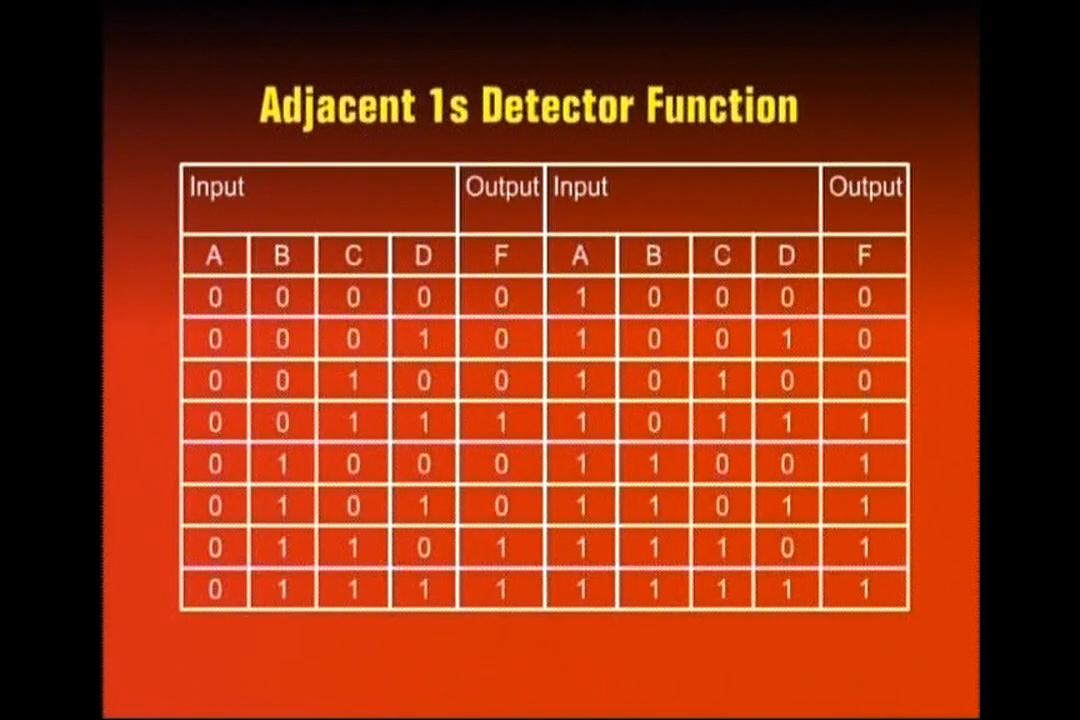 Adjacent 1s Detector Function
Input Output Input Output
A B C D F A B C D F
0 0 0 0 0 1 0 0 0 0
0 0 0 1 0 1 0 0 1 0
0 0 1 0 0 1 0 1 0 0
0 0 1 1 1 1 0 1 1 1
0 1 0 0 0 1 1 0 0 1
0 1 0 1 0 1 1 0 1 1
0 1 1 0 1 1 1 1 0 1
0 1 1 1 1 1 1 1 1 1